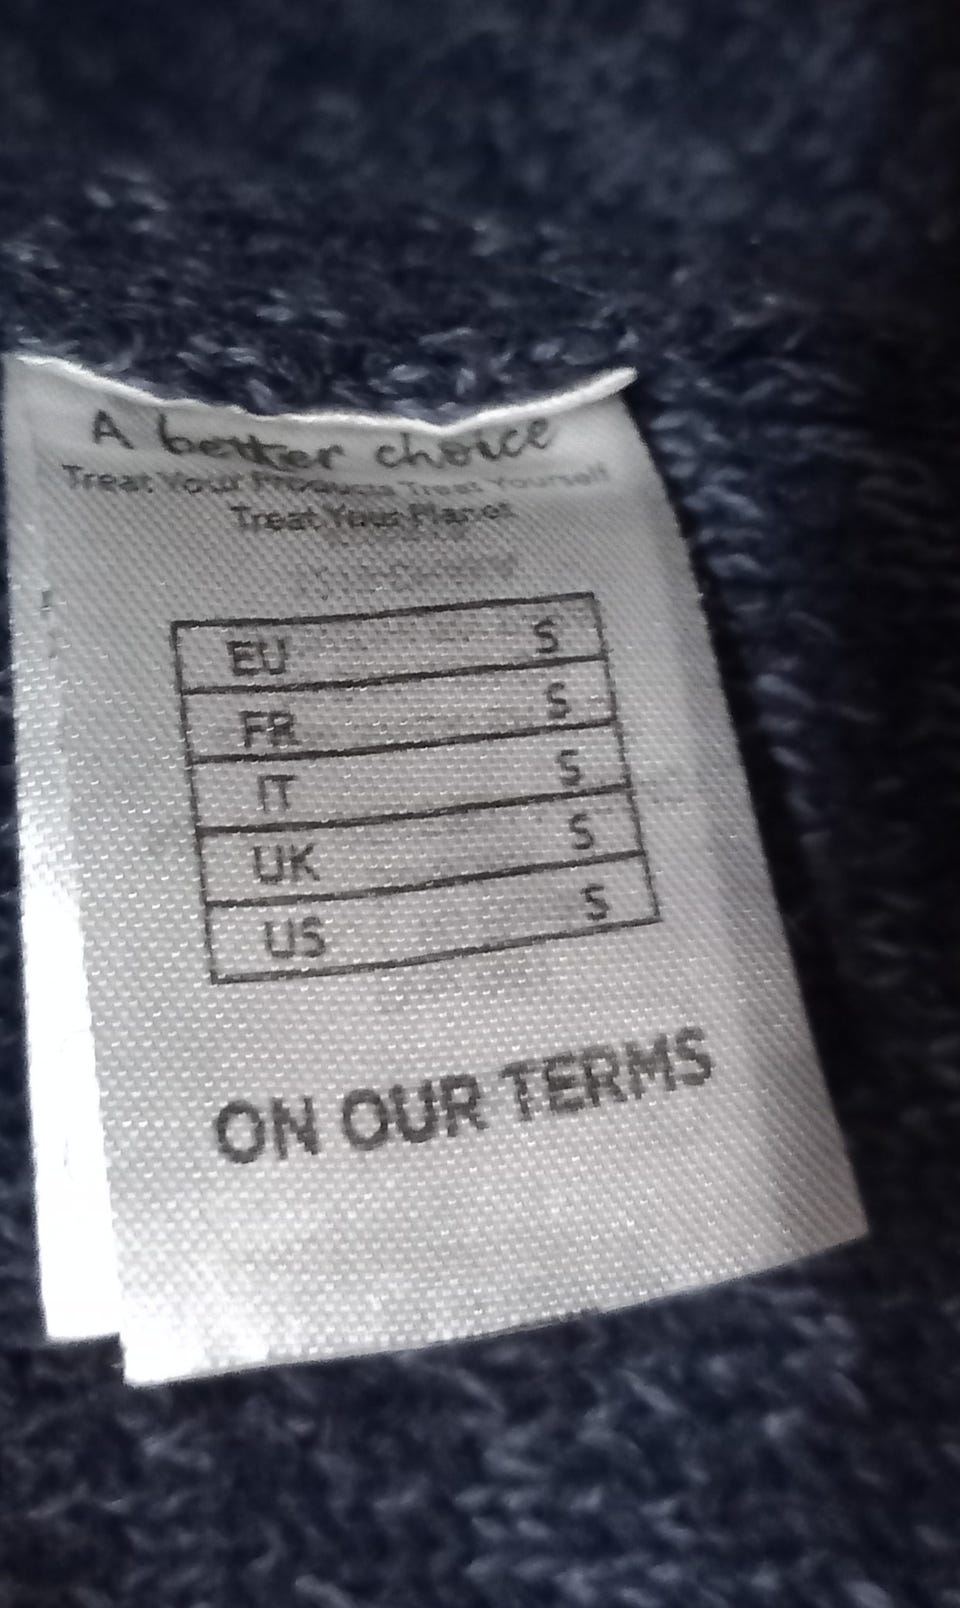 A better choice
Treat Your Products Treat Yourself
Treat Your Planet
EU S
FR S
IT S
UK S
US S
ON OUR TERMS